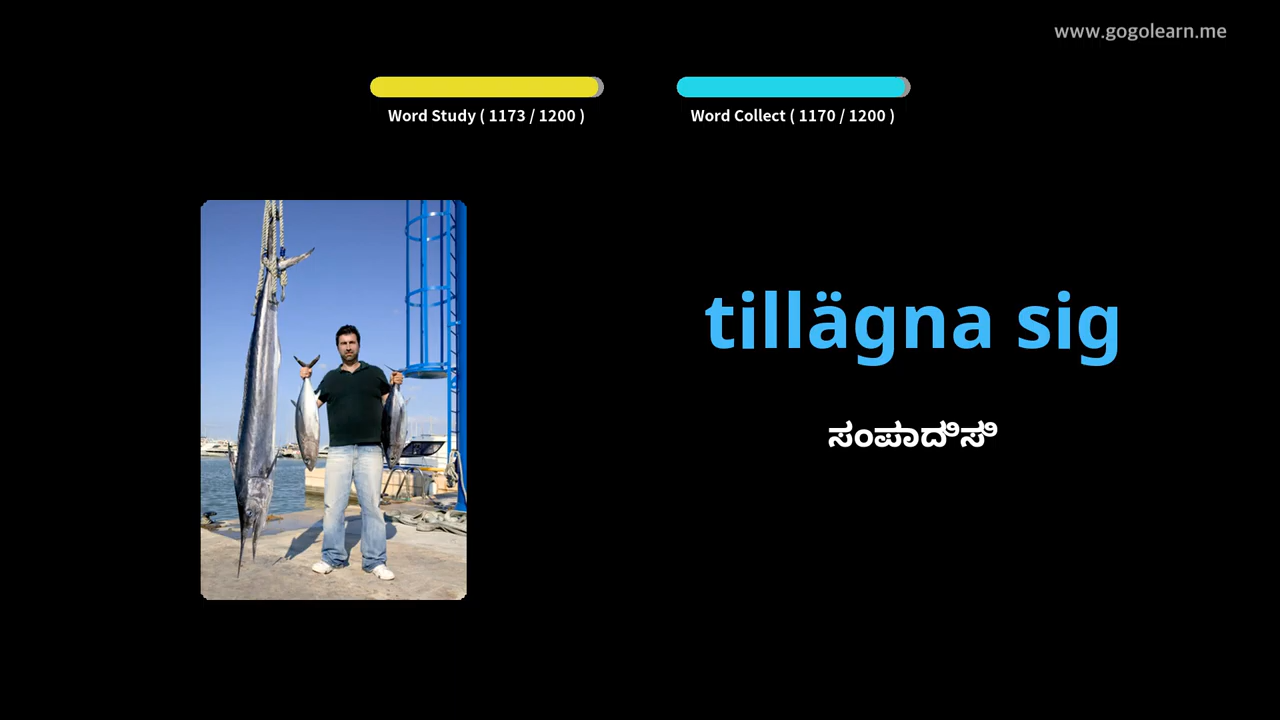 www.gogolearn.me
Word Study ( 1173 / 1200 )
Word Collect ( 1170 / 1200 )
tillägna sig
ಸಂಪಾದಿಸಿ